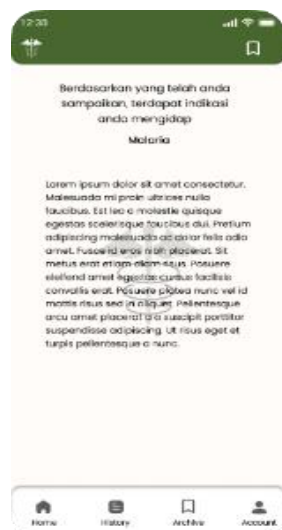 12:33
Berdasarkan yang telah anda
sampaikan, terdapat indikasi
anda mengidap
Malaria
Lorem ipsum dolor sit amet consectetur.
Malesuada mi proin ultrices nulla
faucibus. Est leo a molestie quisque
egestas scelerisque faucibus dui. Pretium
adipiscing malesuada ac dolor felis odio
amet. Fusce id eros nibh placerat. Sit
metus erat etiam diam risus. Posuere
eleifend amet egestas cursus facilisis
convallis erat. Posuere platea nunc vel id
mattis risus sed in aliquet. Pellentesque
arcu amet placerat a a suscipit porttitor
suspendisse adipiscing. Ut risus eget et
turpis pellentesque a nunc.
Home History Archive Account